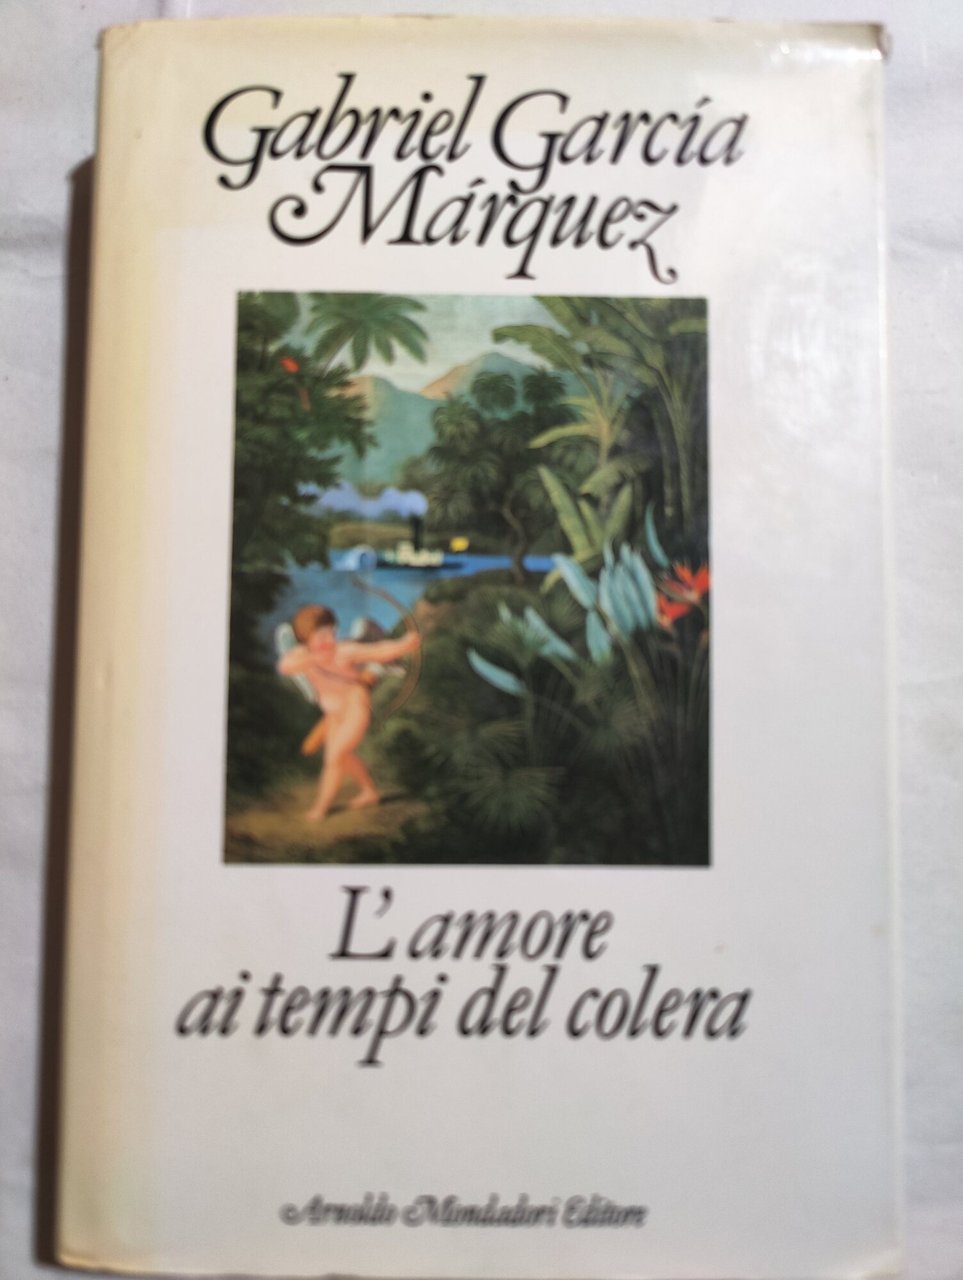 Gabriel García
Márquez
L'amore
ai tempi del colera
Arnoldo Mondadori Editore